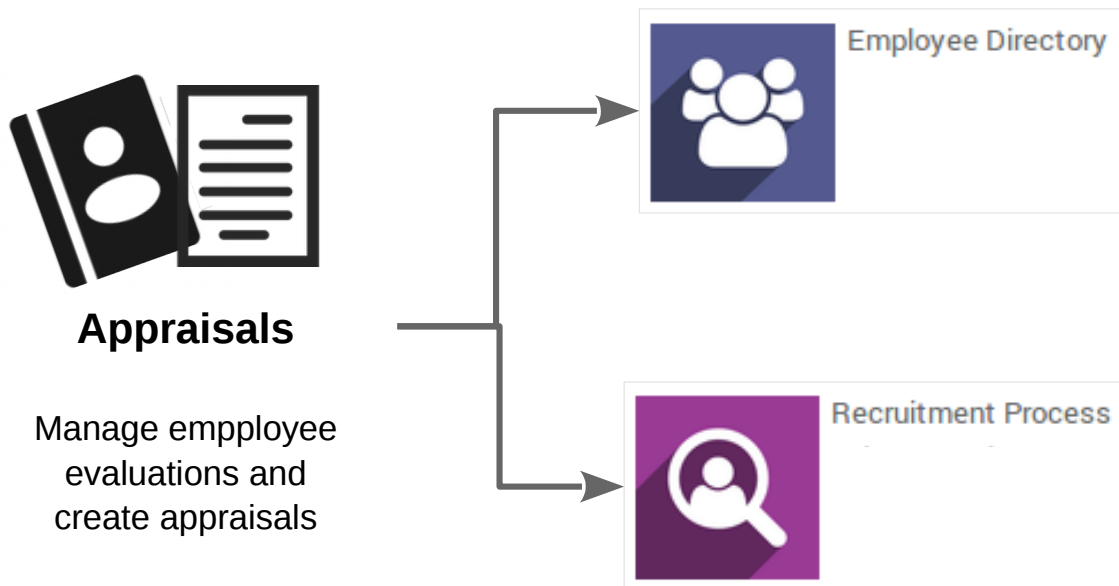 Employee Directory
Appraisals
Manage empployee
evaluations and
create appraisals
Recruitment Process